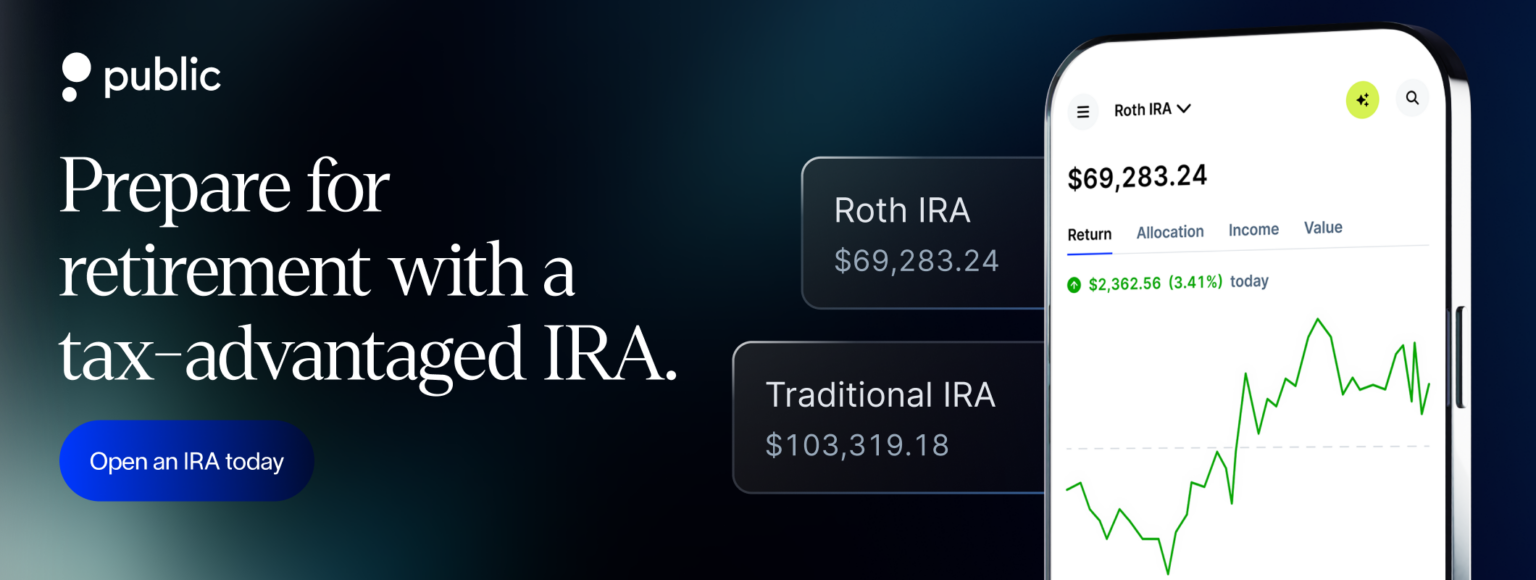 public
Prepare for
retirement with a
tax-advantaged IRA.
Open an IRA today
Roth IRA
$69,283.24
Traditional IRA
$103,319.18
Roth IRA
$69,283.24
Return Allocation Income Value
$2,362.56 (3.41%) today